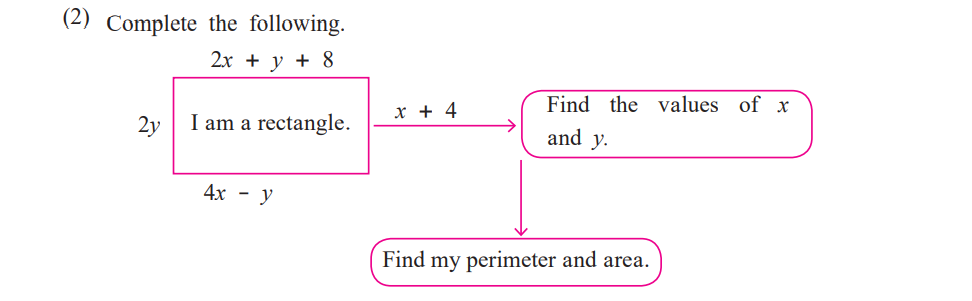 (2) Complete the following.
2x + y + 8
2y
I am a rectangle.
x + 4
Find the values of x
and y.
4x - y
Find my perimeter and area.